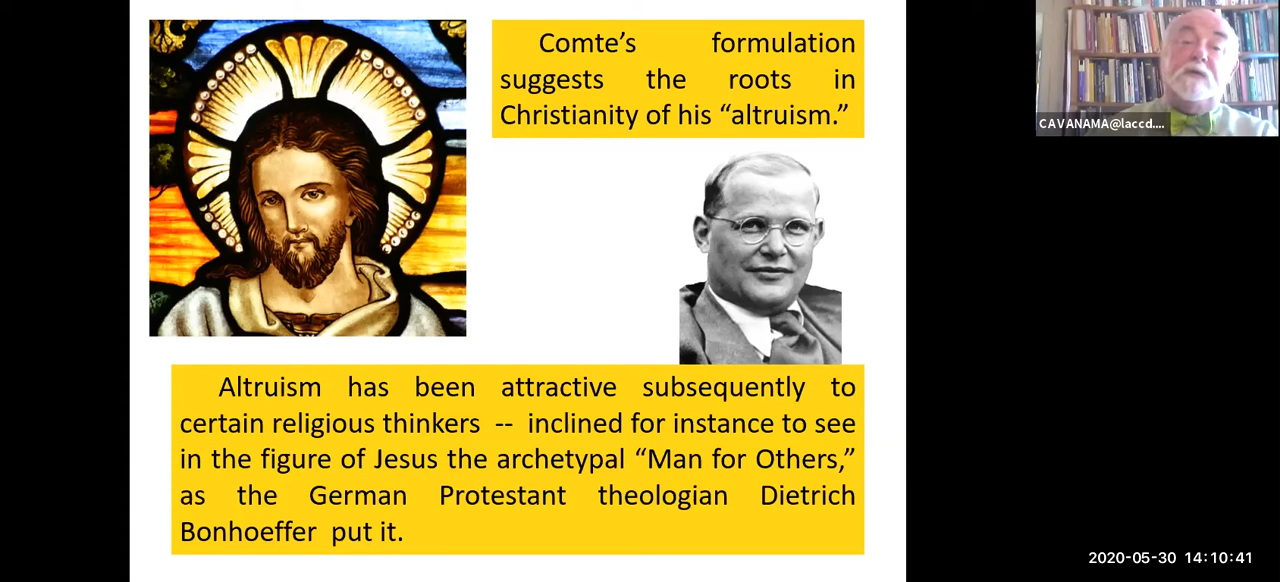 Comte’s formulation
suggests the roots in
Christianity of his “altruism.”
CAVANAMA@laccd....
Altruism has been attractive subsequently to
certain religious thinkers -- inclined for instance to see
in the figure of Jesus the archetypal “Man for Others,”
as the German Protestant theologian Dietrich
Bonhoeffer put it.
2020-05-30 14:10:41